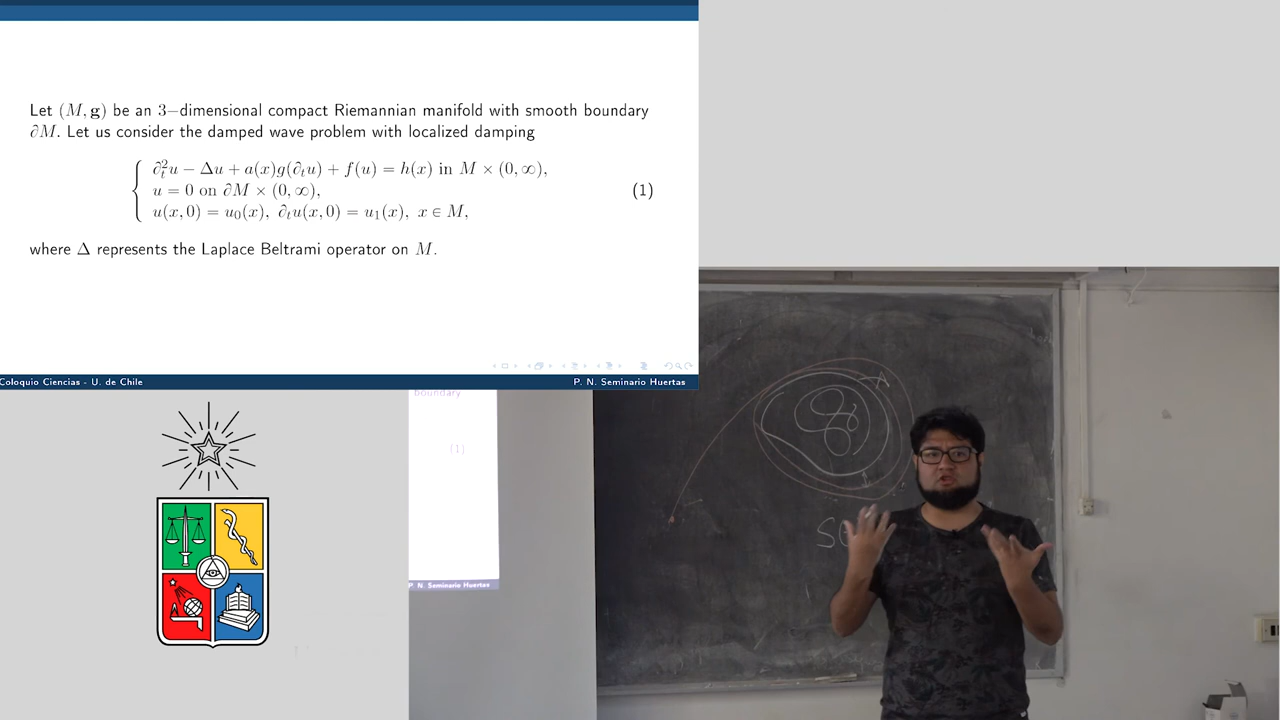 Let (M, g) be an 3−dimensional compact Riemannian manifold with smooth boundary
∂M. Let us consider the damped wave problem with localized damping
∂²ₜu − Δu + a(x)g(∂ₜu) + f(u) = h(x) in M × (0, ∞),
u = 0 on ∂M × (0, ∞), (1)
u(x, 0) = u₀(x), ∂ₜu(x, 0) = u₁(x), x ∈ M,
where Δ represents the Laplace Beltrami operator on M.
Coloquio Ciencias - U. de Chile P. N. Seminario Huertas
boundary
(1)
P. N. Seminario Huertas